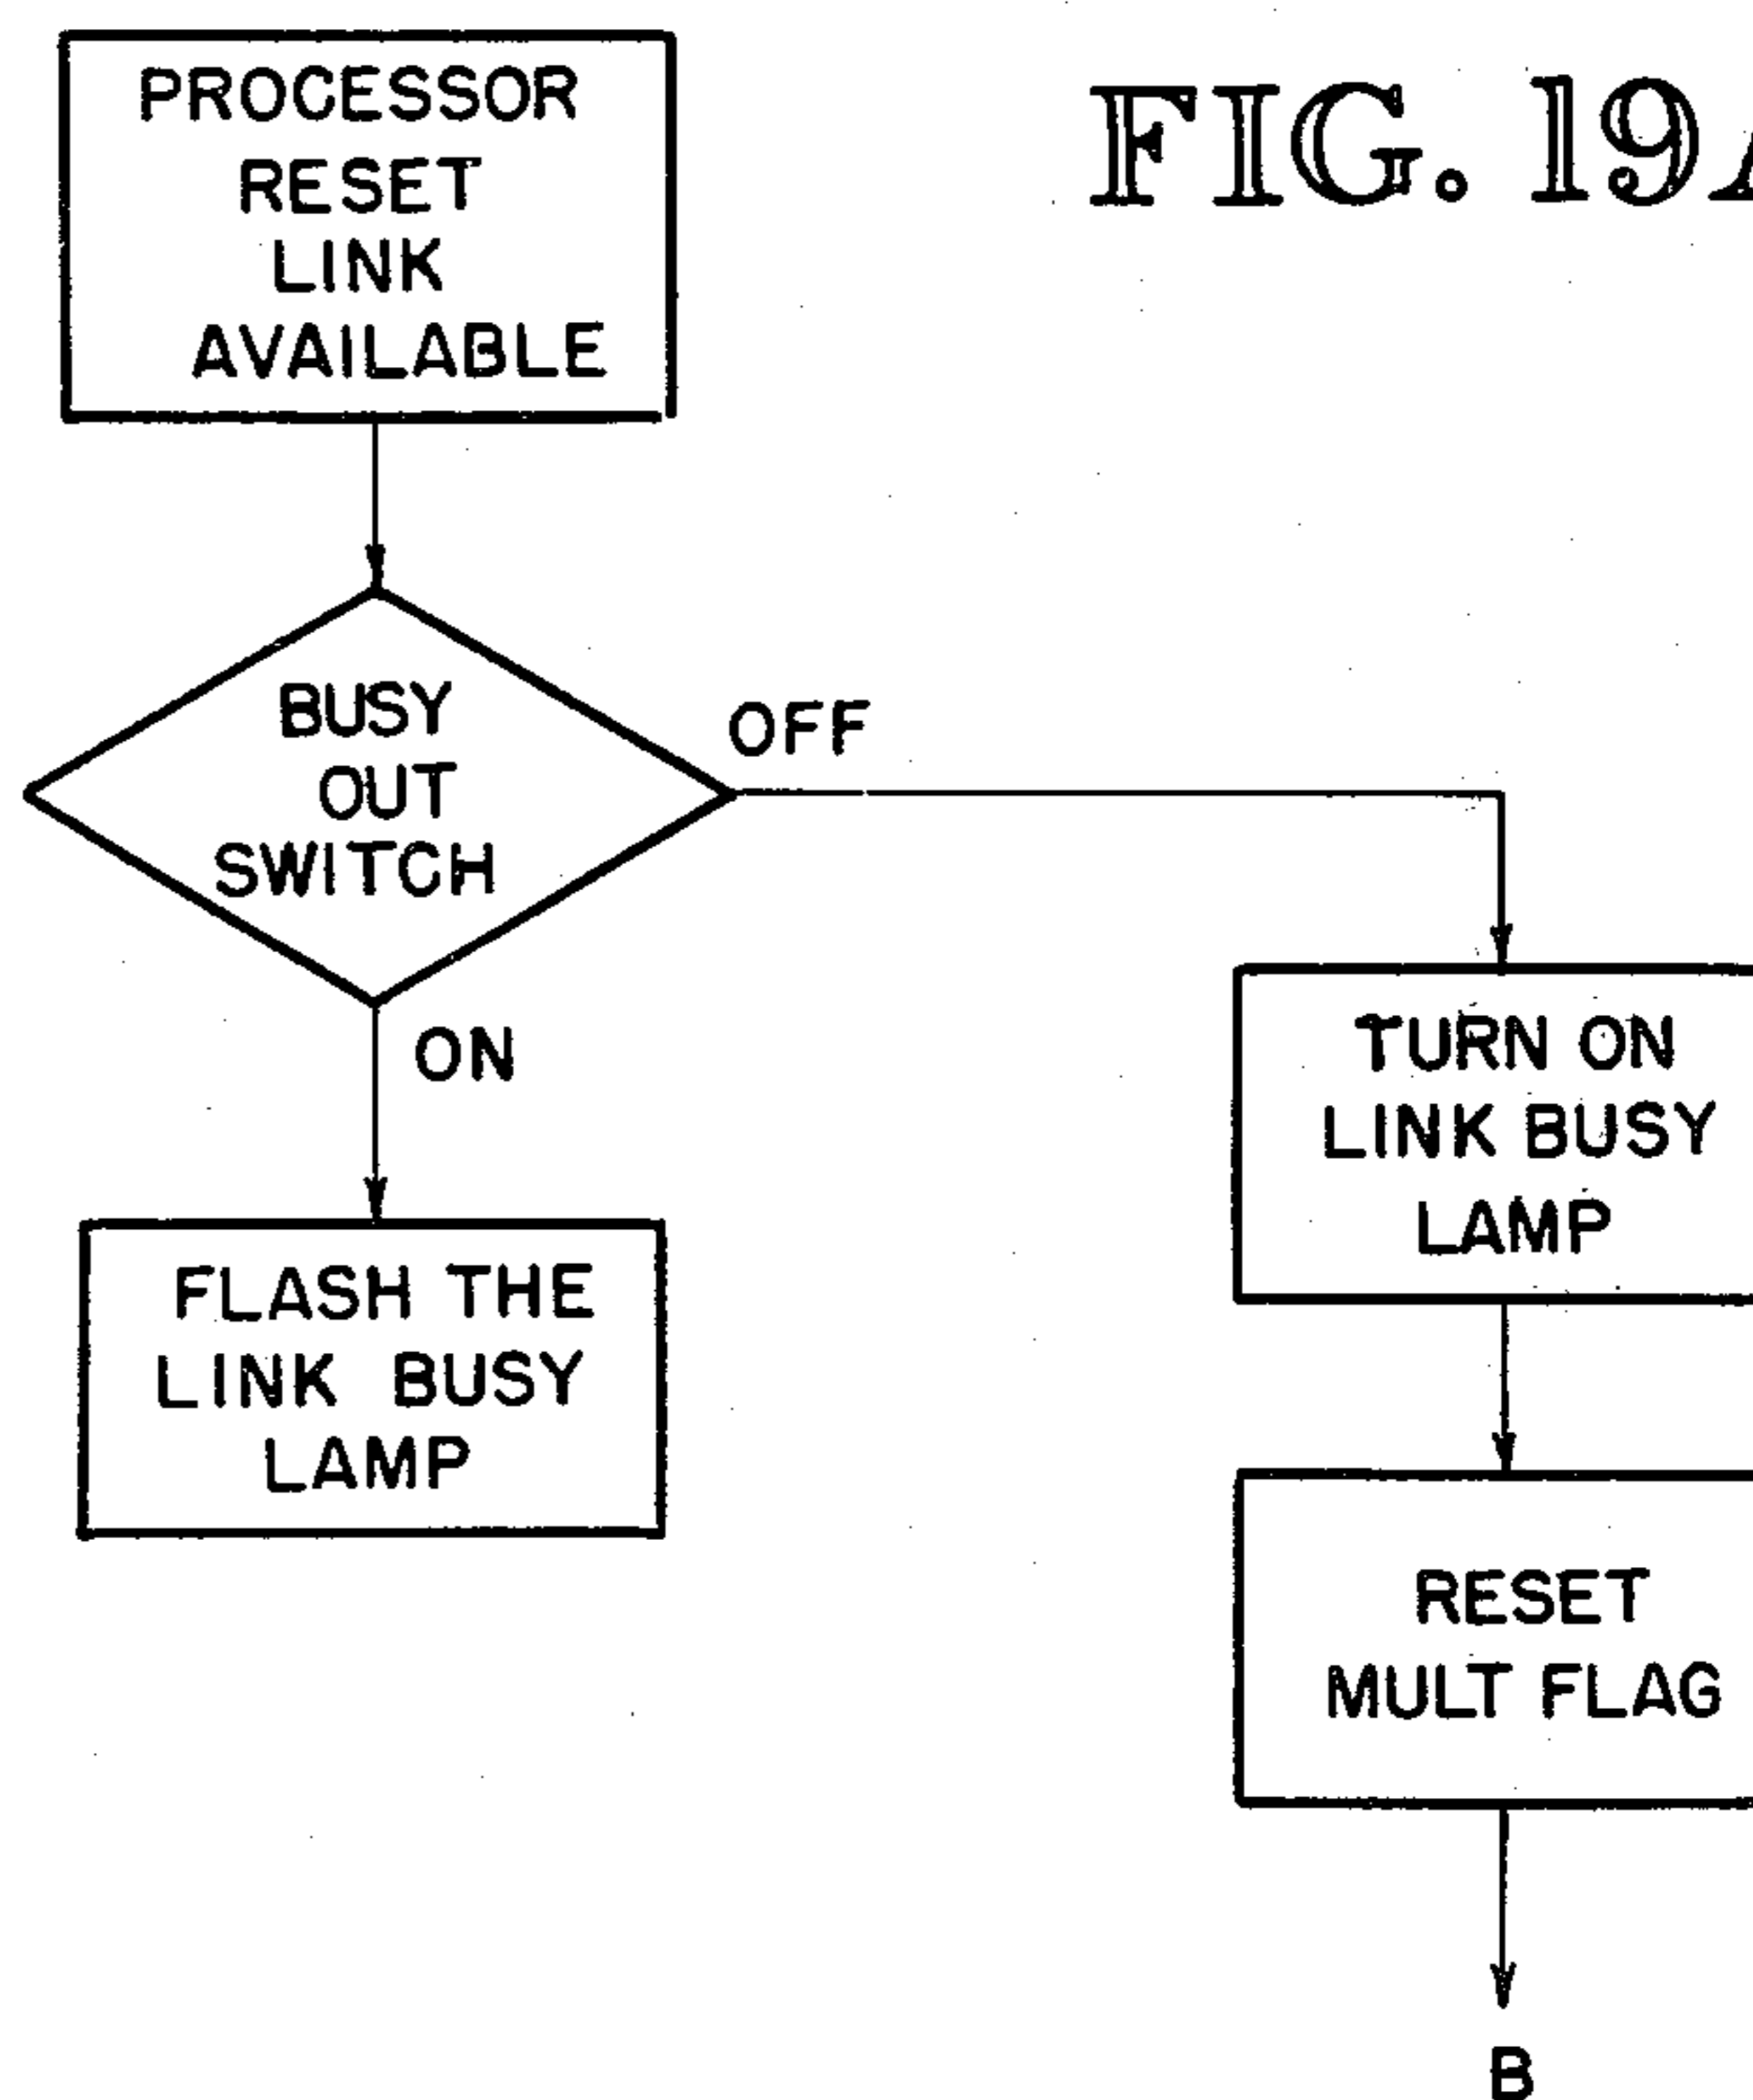 FIG. 19A
PROCESSOR
RESET
LINK
AVAILABLE
BUSY
OUT
SWITCH
OFF
ON
TURN ON
LINK BUSY
LAMP
FLASH THE
LINK BUSY
LAMP
RESET
MULT FLAG
B